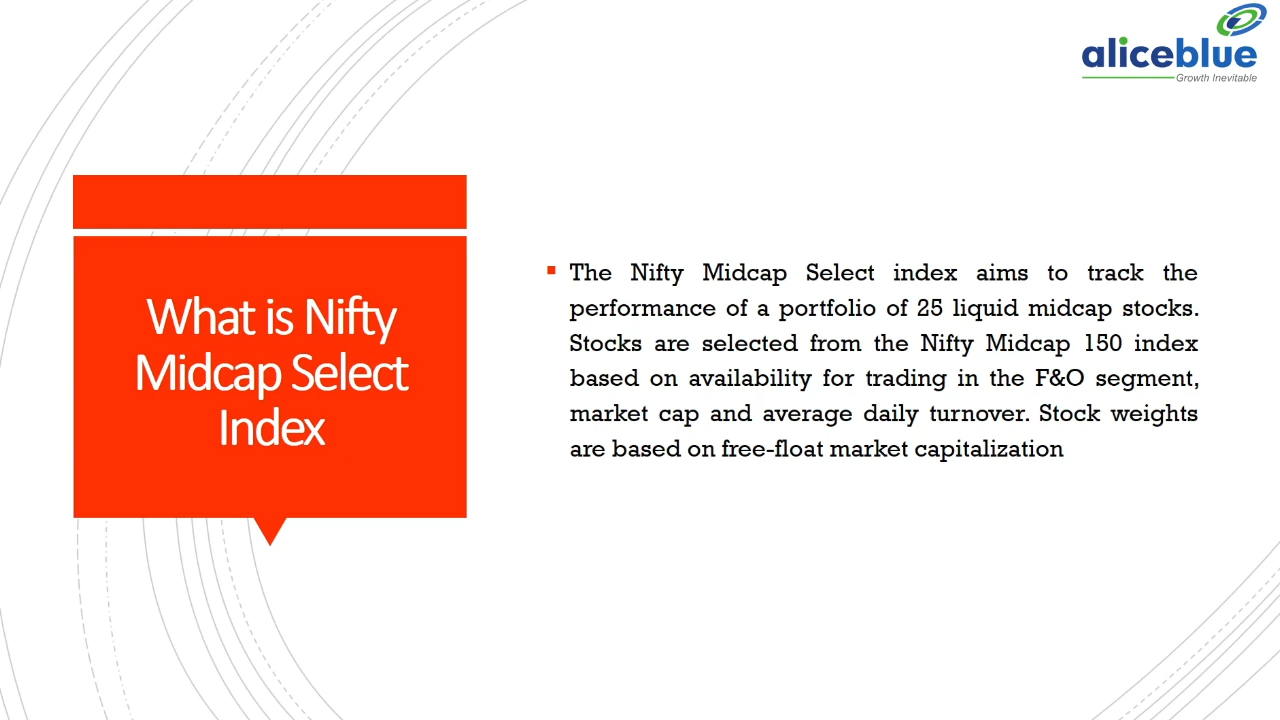 aliceblue
Growth Inevitable
What is Nifty
Midcap Select
Index
The Nifty Midcap Select index aims to track the
performance of a portfolio of 25 liquid midcap stocks.
Stocks are selected from the Nifty Midcap 150 index
based on availability for trading in the F&O segment,
market cap and average daily turnover. Stock weights
are based on free-float market capitalization